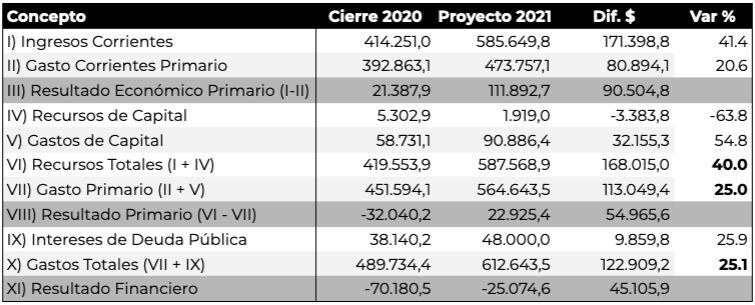 Concepto Cierre 2020 Proyecto 2021 Dif. $ Var %
I) Ingresos Corrientes 414.251,0 585.649,8 171.398,8 41.4
II) Gasto Corrientes Primario 392.863,1 473.757,1 80.894,1 20.6
III) Resultado Económico Primario (I-II) 21.387,9 111.892,7 90.504,8
IV) Recursos de Capital 5.302,9 1.919,0 -3.383,8 -63.8
V) Gastos de Capital 58.731,1 90.886,4 32.155,3 54.8
VI) Recursos Totales (I + IV) 419.553,9 587.568,9 168.015,0 40.0
VII) Gasto Primario (II + V) 451.594,1 564.643,5 113.049,4 25.0
VIII) Resultado Primario (VI - VII) -32.040,2 22.925,4 54.965,6
IX) Intereses de Deuda Pública 38.140,2 48.000,0 9.859,8 25.9
X) Gastos Totales (VII + IX) 489.734,4 612.643,5 122.909,2 25.1
XI) Resultado Financiero -70.180,5 -25.074,6 45.105,9